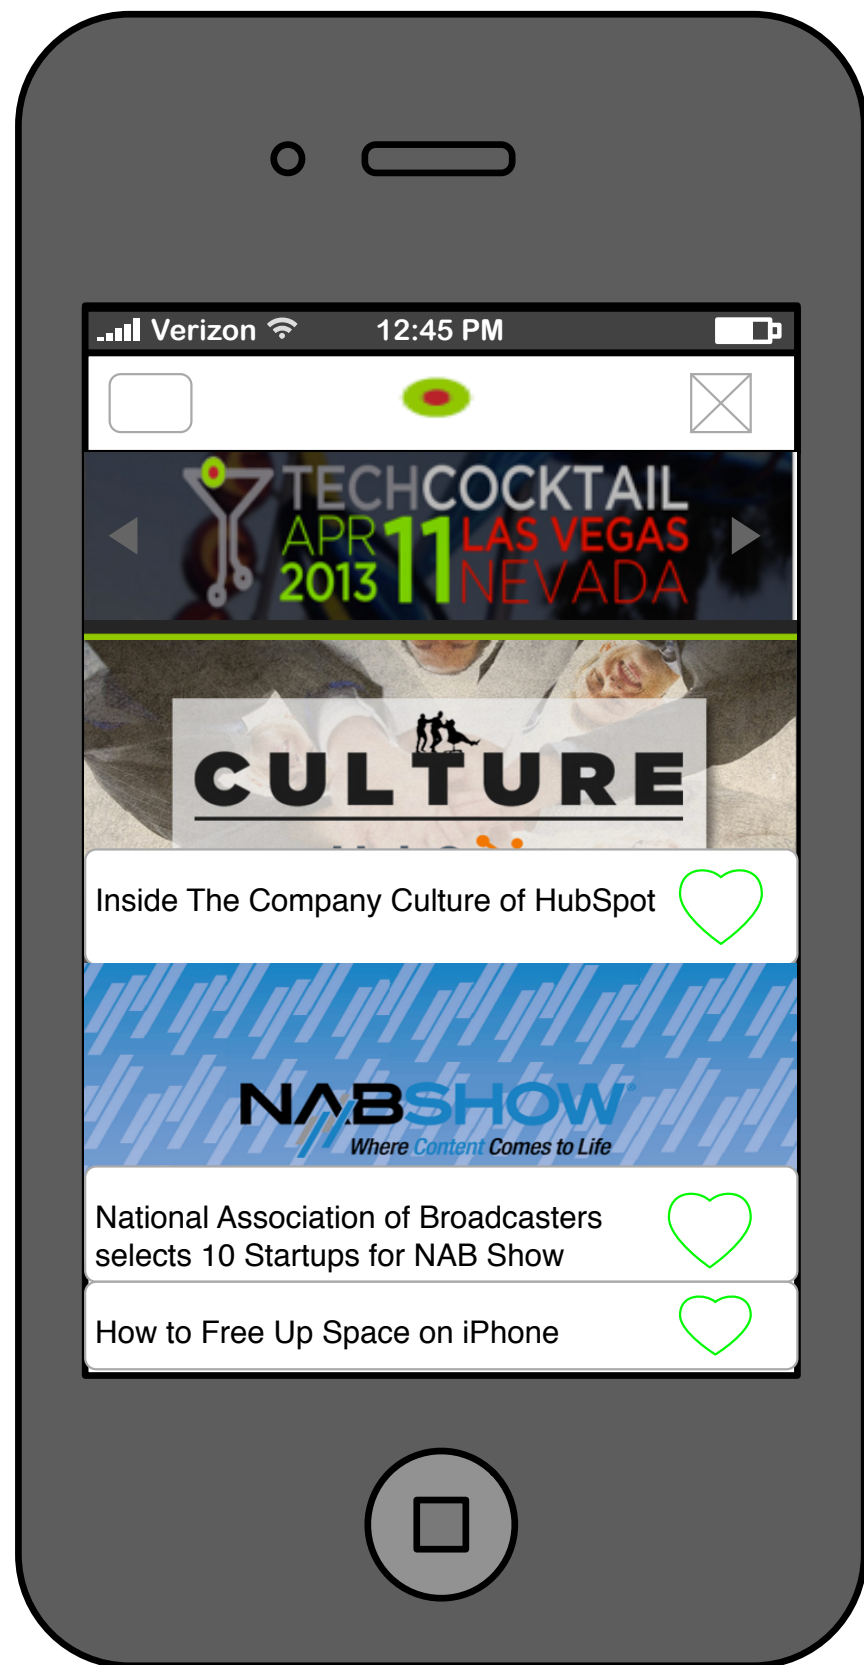 Verizon 12:45 PM
TECHCOCKTAIL
APR 11 LAS VEGAS
2013 NEVADA
CULTURE
Inside The Company Culture of HubSpot
NABSHOW®
Where Content Comes to Life
National Association of Broadcasters
selects 10 Startups for NAB Show
How to Free Up Space on iPhone